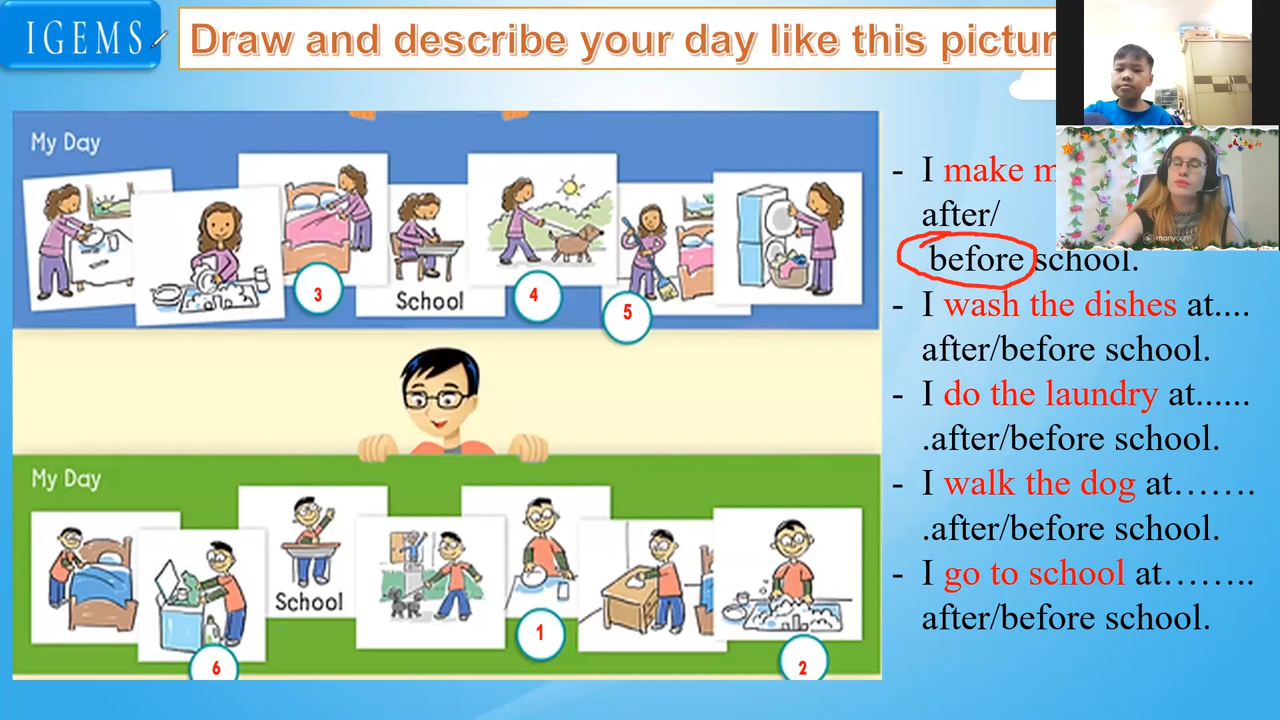 IGEMS
Draw and describe your day like this
My Day
3
School
4
5
My Day
School
6
1
2
- I make
after/
before school.
- I wash the dishes at....
after/before school.
- I do the laundry at......
.after/before school.
- I walk the dog at…….
.after/before school.
- I go to school at……..
after/before school.